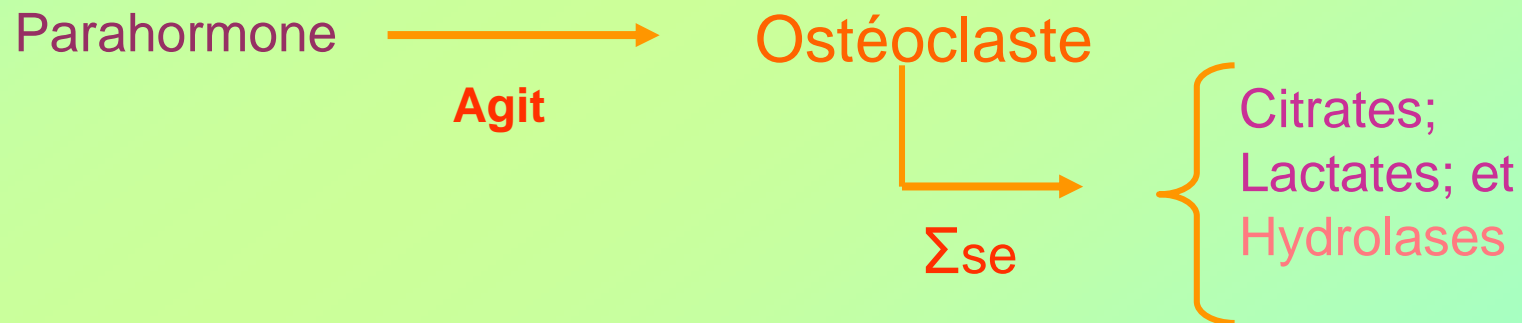 Parahormone
Ostéoclaste
Agit
Citrates;
Lactates; et
Hydrolases
Σse